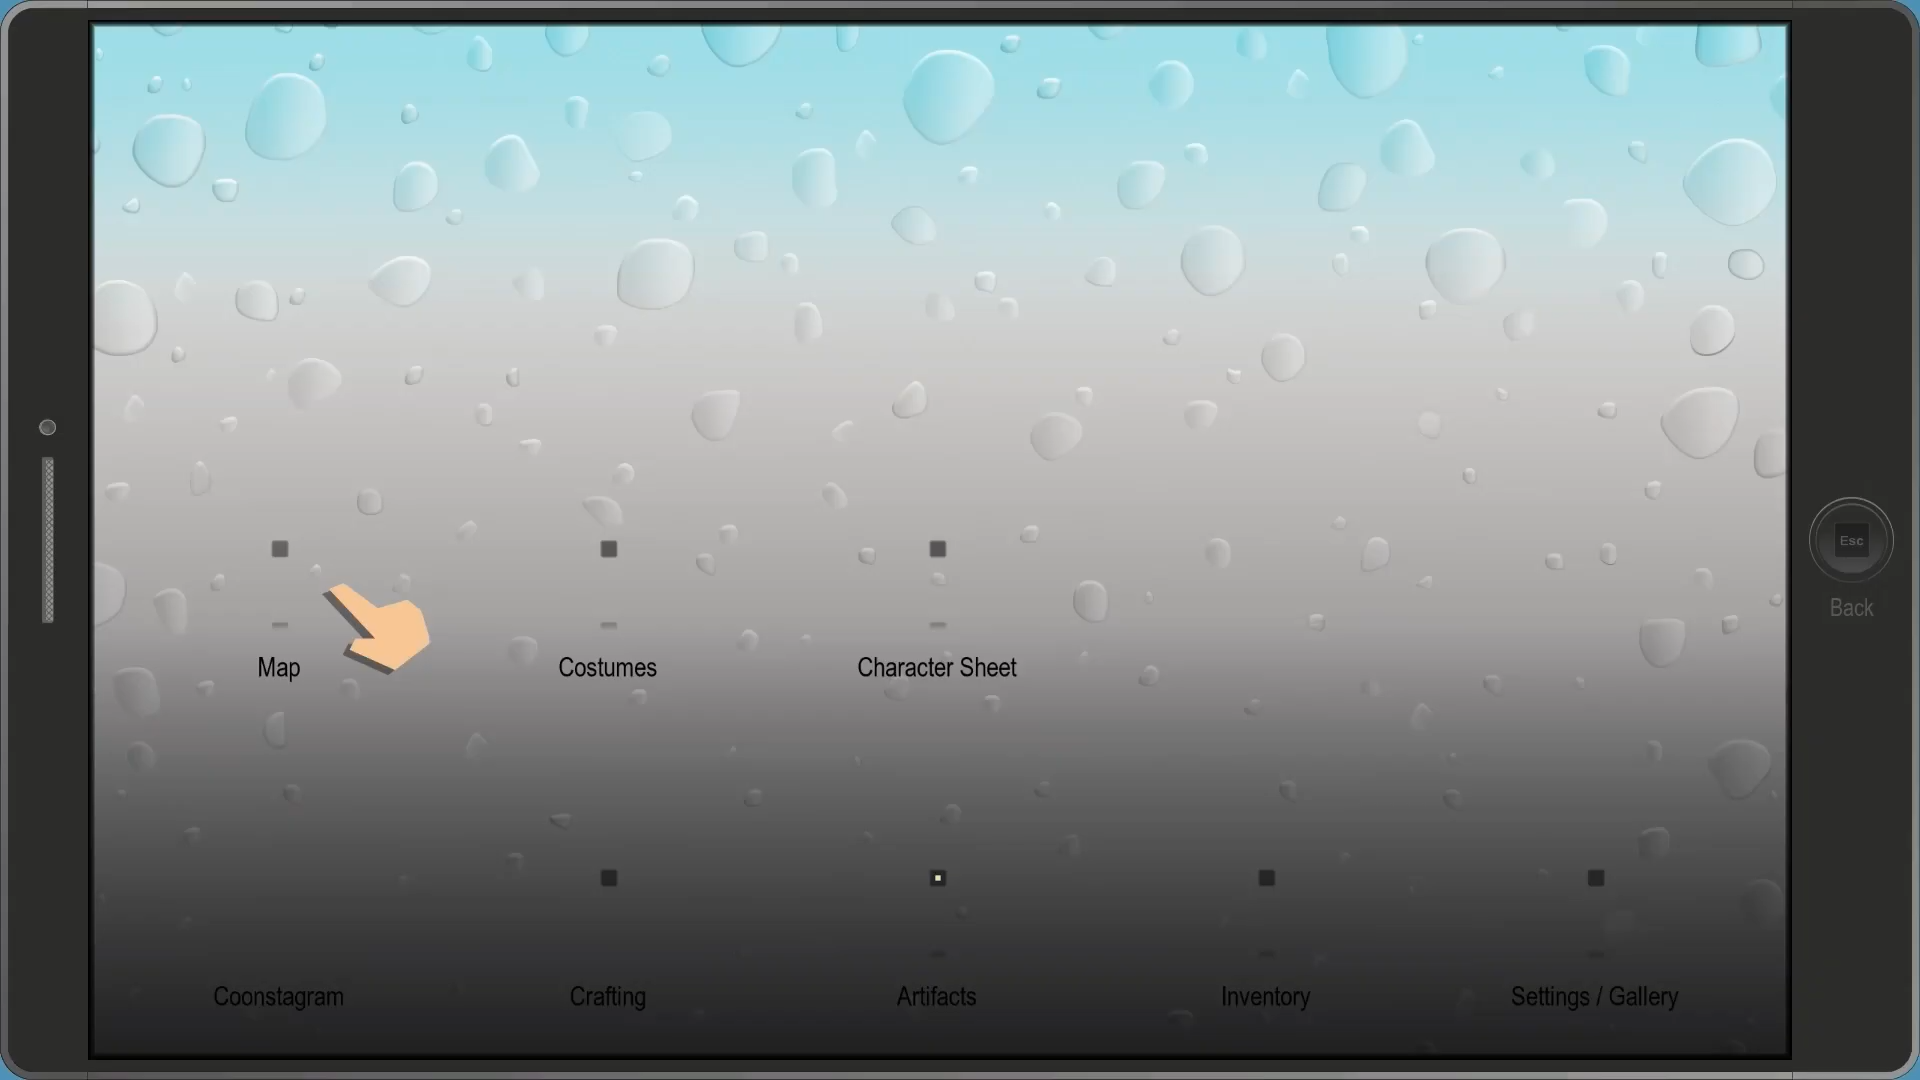 Esc
Back
Map
Costumes
Character Sheet
Coonstagram
Crafting
Artifacts
Inventory
Settings / Gallery